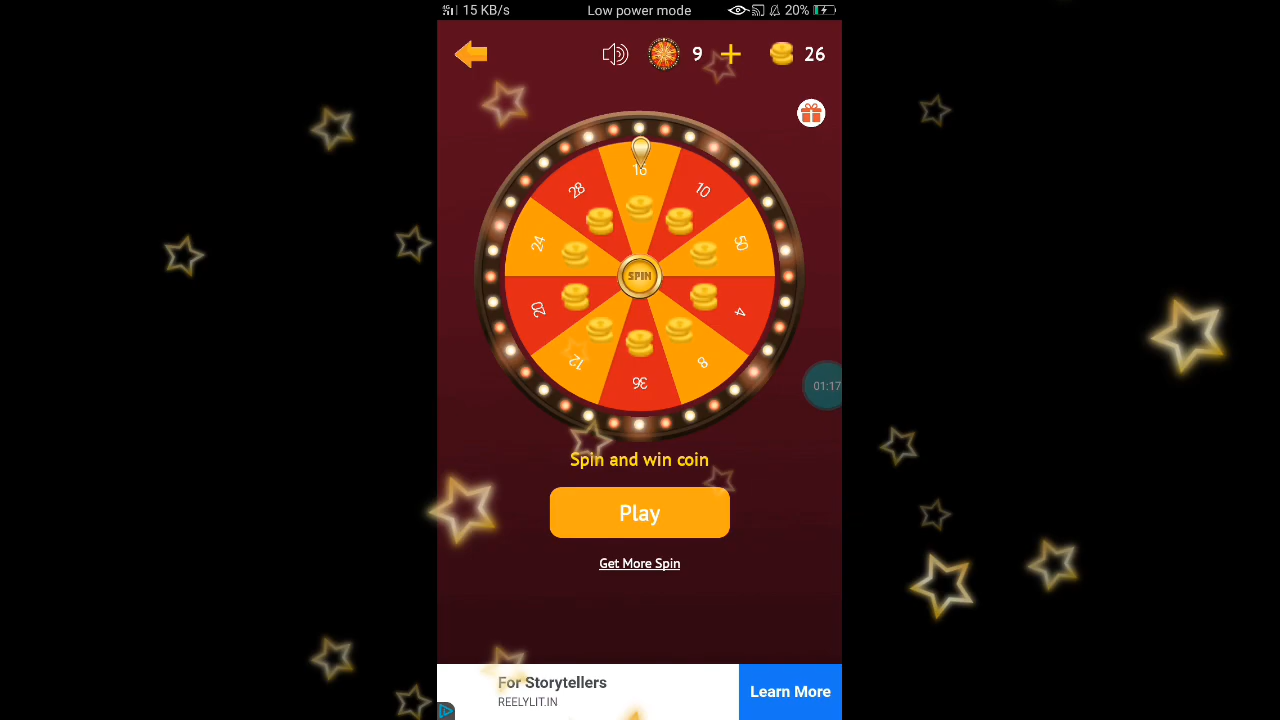 4G 15 KB/s Low power mode 20%
9 26
16
10
50
4
8
36
12
20
24
28
SPIN
01:17
Spin and win coin
Play
Get More Spin
For Storytellers
REELYLIT.IN
Learn More